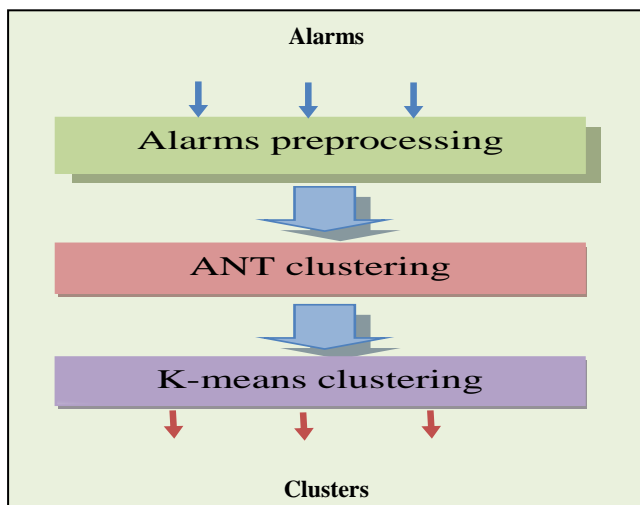 Alarms
Alarms preprocessing
ANT clustering
K-means clustering
Clusters